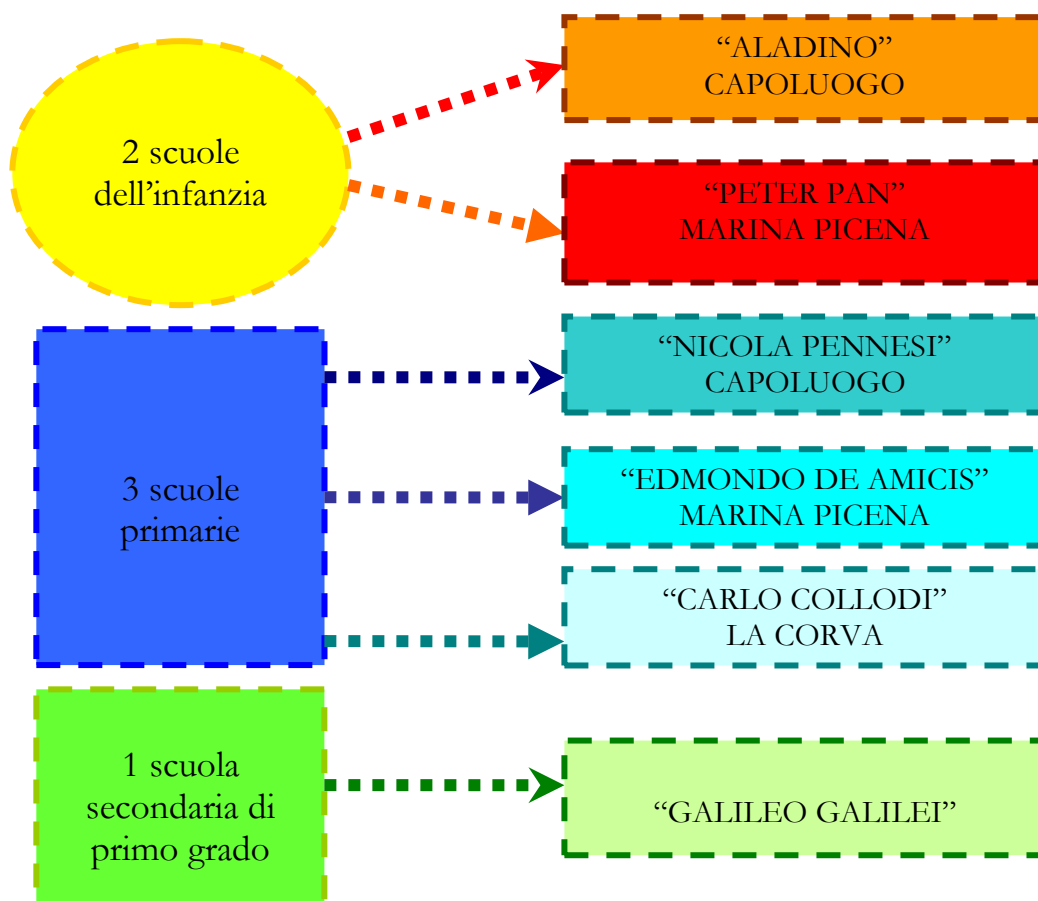 2 scuole
dell’infanzia
“ALADINO”
CAPOLUOGO
“PETER PAN”
MARINA PICENA
3 scuole
primarie
“NICOLA PENNESI”
CAPOLUOGO
“EDMONDO DE AMICIS”
MARINA PICENA
“CARLO COLLODI”
LA CORVA
1 scuola
secondaria di
primo grado
“GALILEO GALILEI”